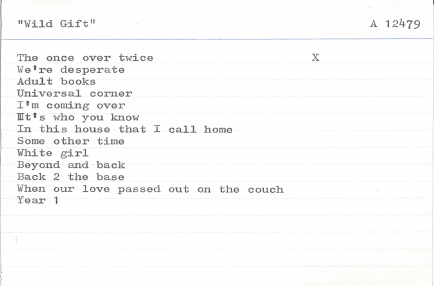 "Wild Gift" A 12479
The once over twice X
We're desperate
Adult books
Universal corner
I'm coming over
It's who you know
In this house that I call home
Some other time
White girl
Beyond and back
Back 2 the base
When our love passed out on the couch
Year 1